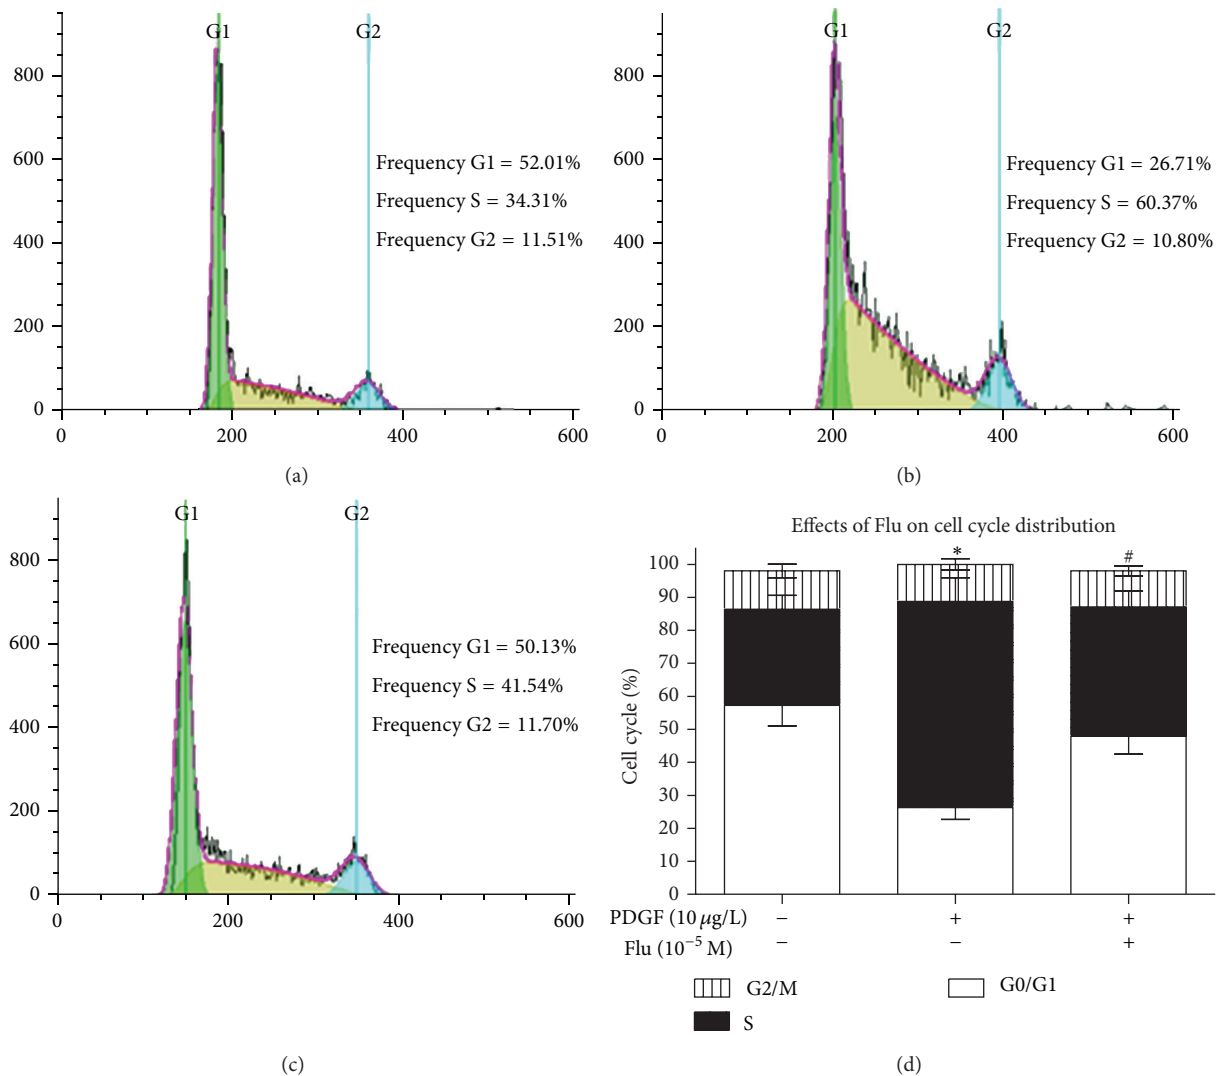 G1 G2
800
600
400
200
0
0 200 400 600
Frequency G1 = 52.01%
Frequency S = 34.31%
Frequency G2 = 11.51%
(a)
G1 G2
800
600
400
200
0
0 200 400 600
Frequency G1 = 26.71%
Frequency S = 60.37%
Frequency G2 = 10.80%
(b)
G1 G2
800
600
400
200
0
0 200 400 600
Frequency G1 = 50.13%
Frequency S = 41.54%
Frequency G2 = 11.70%
(c)
Effects of Flu on cell cycle distribution
Cell cycle (%)
100
90
80
70
60
50
40
30
20
10
0
* #
PDGF (10 μg/L) − + +
Flu (10⁻⁵ M) − − +
G2/M G0/G1
S
(d)